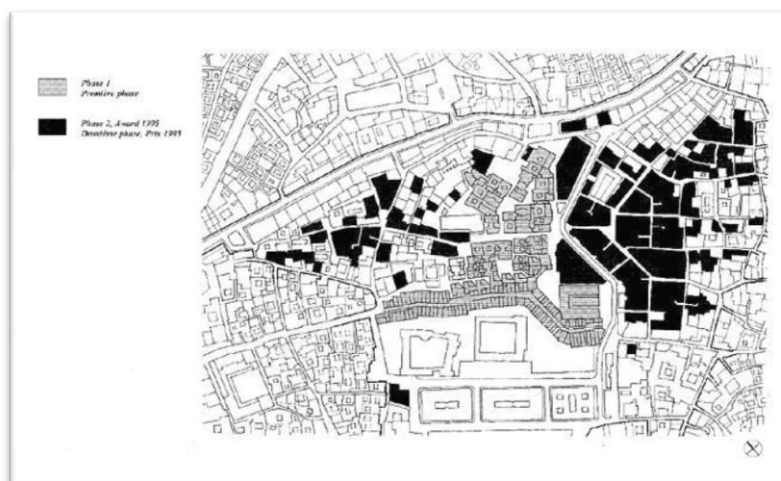 Phase 1
Première phase
Phase 2, Award 1995
Deuxième phase, Prix 1995